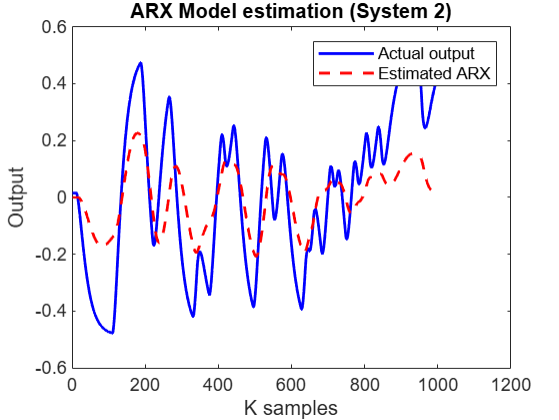 ARX Model estimation (System 2)
Actual output
Estimated ARX
0.6
0.4
0.2
0
-0.2
-0.4
-0.6
Output
0 200 400 600 800 1000 1200
K samples